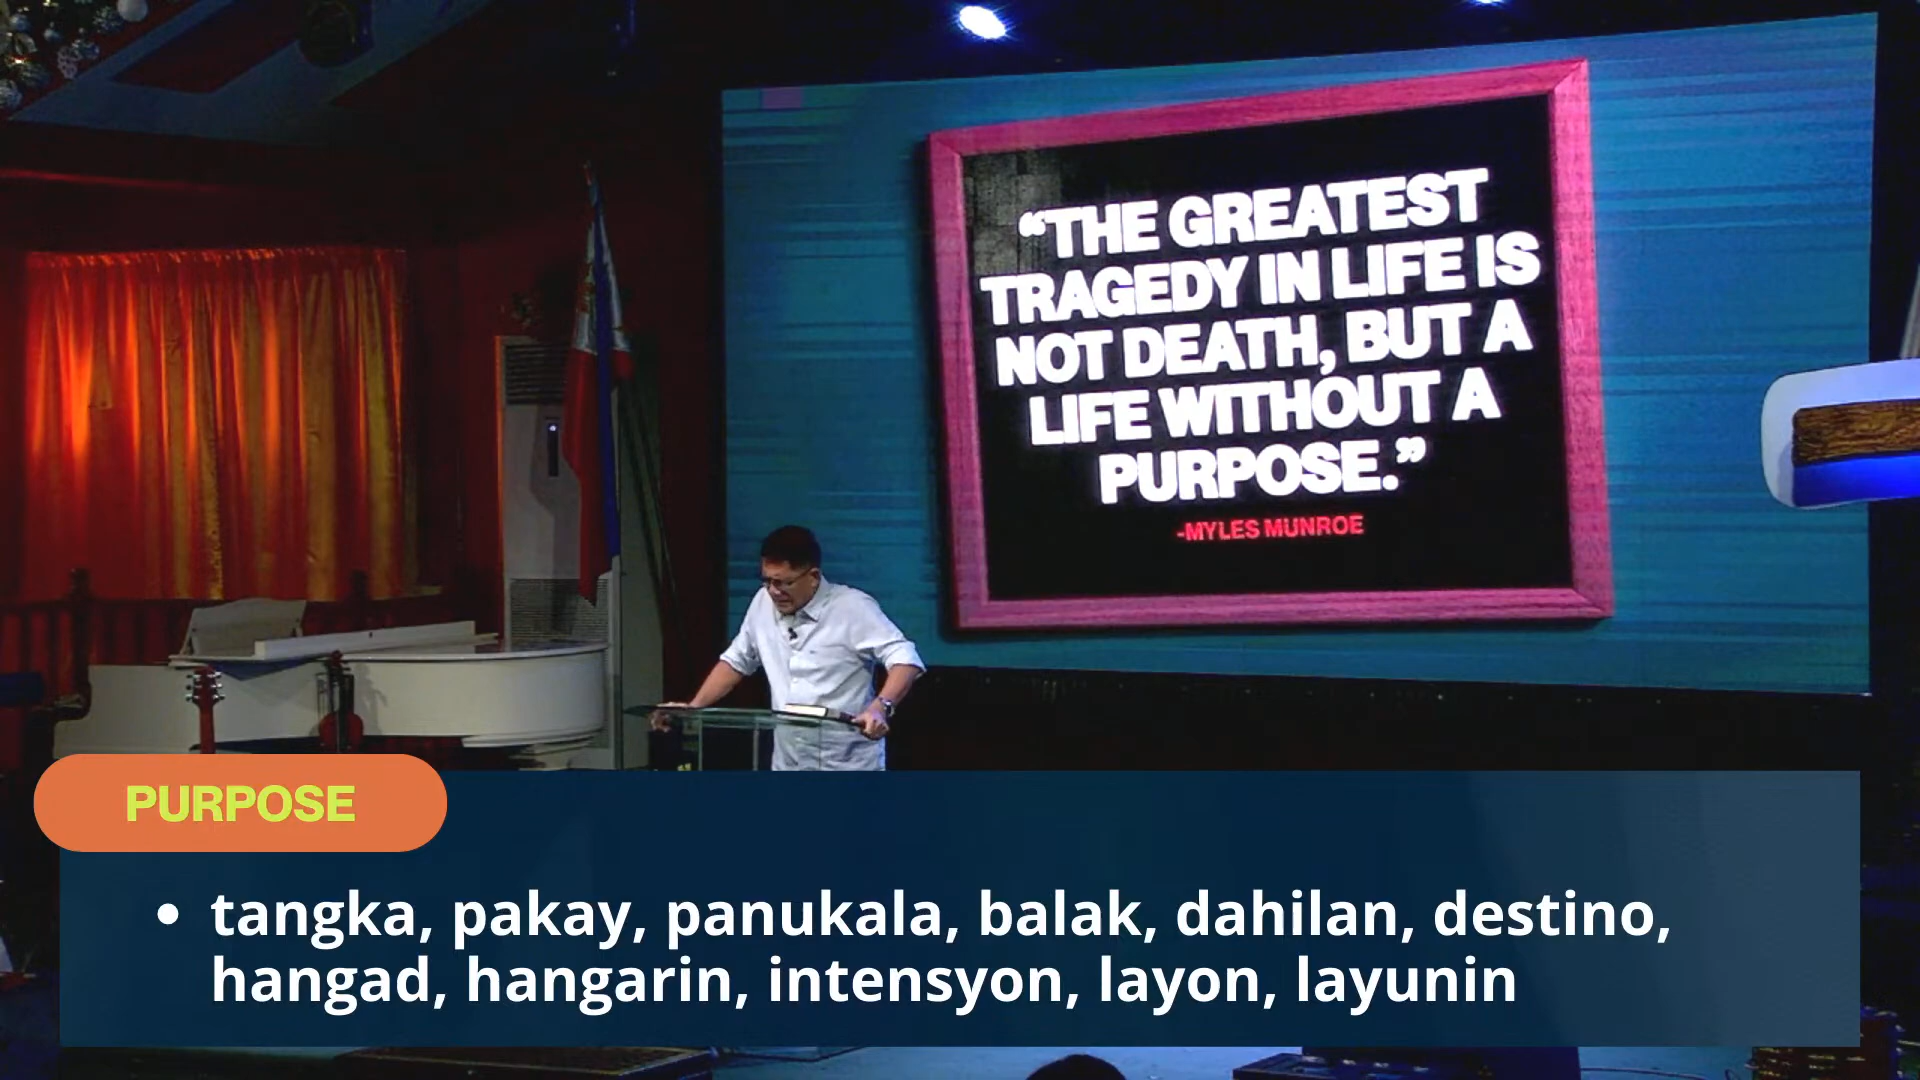 “THE GREATEST
TRAGEDY IN LIFE IS
NOT DEATH, BUT A
LIFE WITHOUT A
PURPOSE.”
-MYLES MUNROE
PURPOSE
• tangka, pakay, panukala, balak, dahilan, destino,
hangad, hangarin, intensyon, layon, layunin